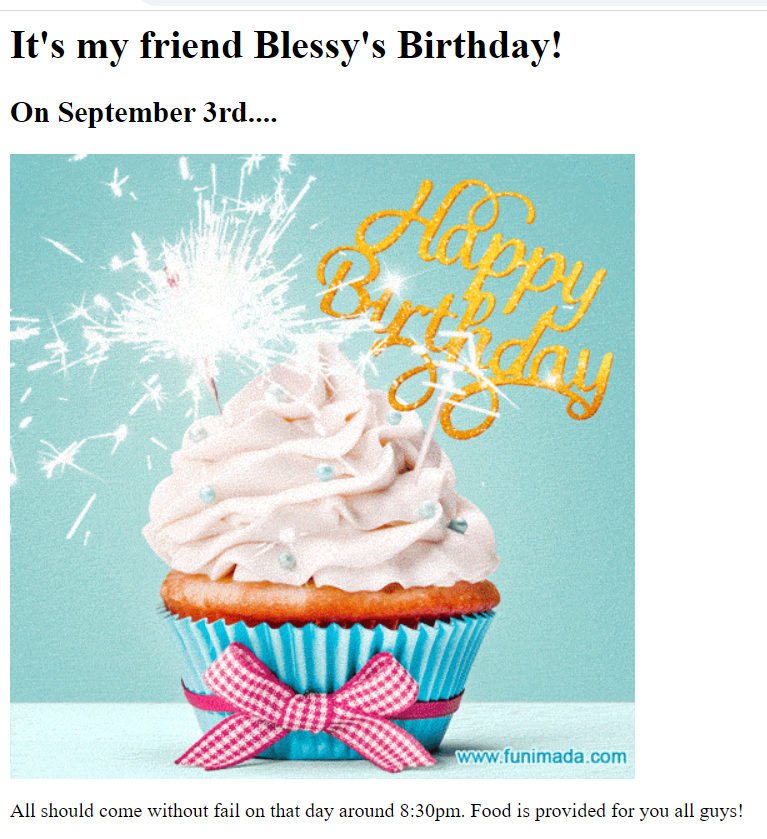 It's my friend Blessy's Birthday!
On September 3rd....
Happy
Birthday
www.funimada.com
All should come without fail on that day around 8:30pm. Food is provided for you all guys!